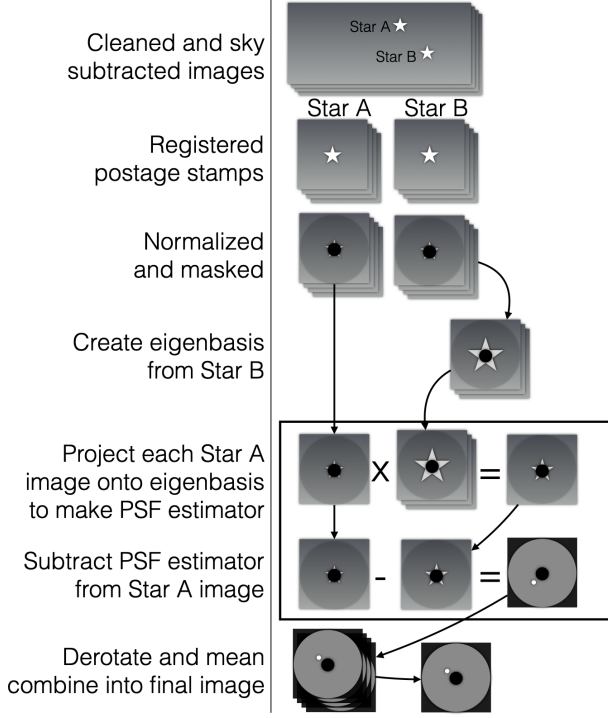 Cleaned and sky
subtracted images
Star A
Star B
Star A Star B
Registered
postage stamps
Normalized
and masked
Create eigenbasis
from Star B
Project each Star A
image onto eigenbasis
to make PSF estimator
X =
Subtract PSF estimator
from Star A image
- =
Derotate and mean
combine into final image